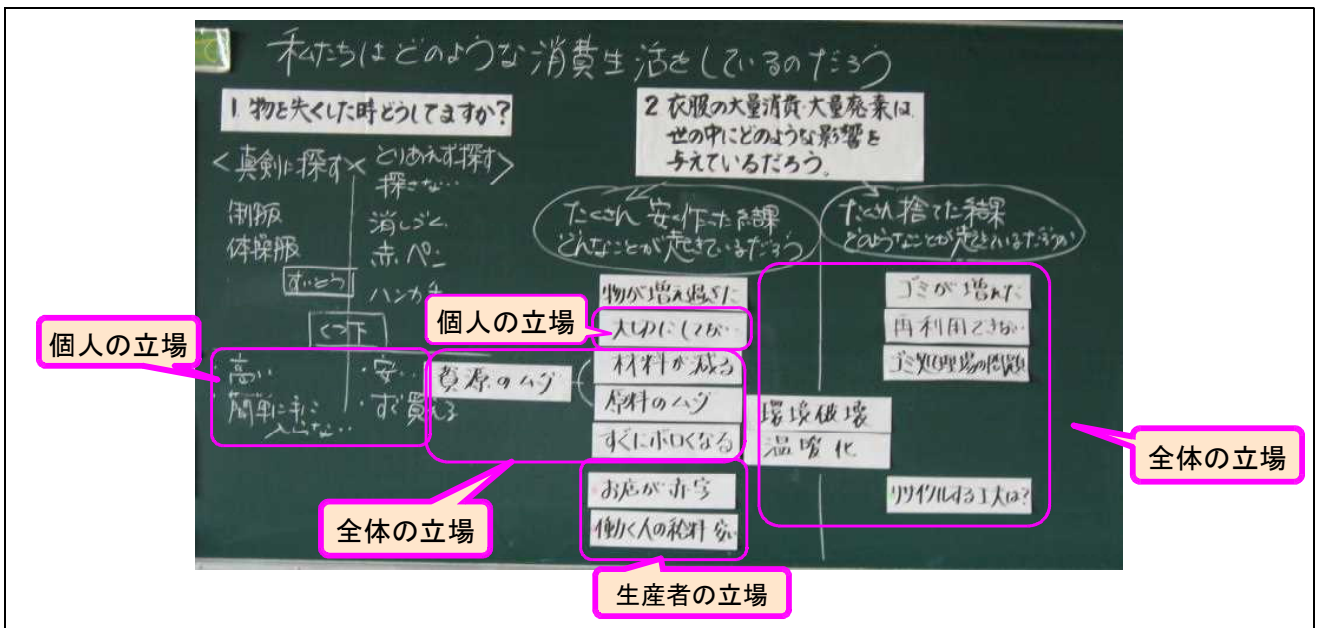 私たちはどのような消費生活をしているのだろう
1 物を失くした時どうしてますか?
<真剣に探す×とりあえず探す>
探さな…
制服
体操服
すいとう
くつ下
消しゴム
赤ペン
ハンカチ
・高い
・簡単に手に
入らない
・安い
・すぐ買える
2 衣服の大量消費・大量廃棄は
世の中にどのような影響を
与えているだろう。
たくさん安く作った結果
どんなことが起きているだろう
物が増え過ぎた
大切にしてない
資源のムダ
材料が減る
原料のムダ
すぐにボロくなる
お店が赤字
働く人の給料安い
環境破壊
温暖化
たくさん捨てた結果
どのようなことが起きているだろうか
ゴミが増えた
再利用できない
ゴミ処理場の問題
リサイクルする工夫は?
個人の立場
個人の立場
全体の立場
生産者の立場
全体の立場